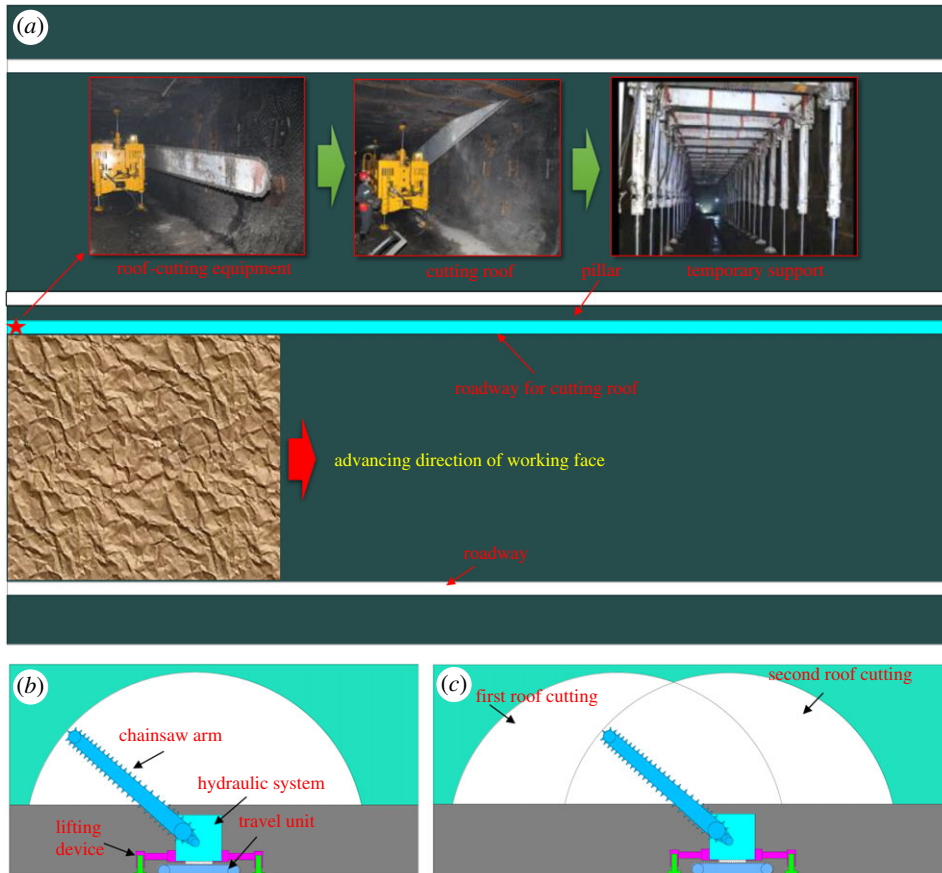 (a)
roof-cutting equipment
cutting roof
pillar
temporary support
roadway for cutting roof
advancing direction of working face
roadway
(b)
chainsaw arm
hydraulic system
lifting
device
travel unit
(c)
first roof cutting
second roof cutting